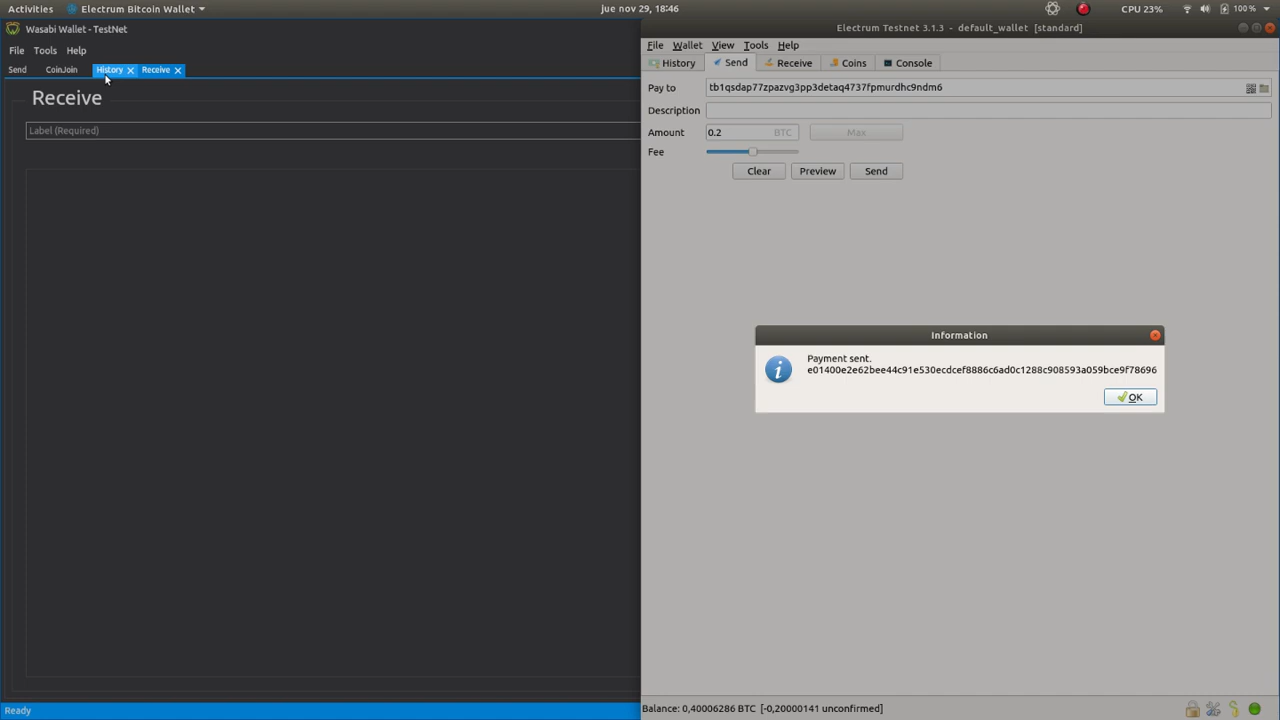 Activities Electrum Bitcoin Wallet jue nov 29, 18:46 CPU 23% 100 %
Wasabi Wallet - TestNet
File Tools Help
Send CoinJoin History Receive
Receive
Label (Required)
Ready
Electrum Testnet 3.1.3 - default_wallet [standard]
File Wallet View Tools Help
History Send Receive Coins Console
Pay to tb1qsdap77zpazvg3pp3detaq4737fpmurdhc9ndm6
Description
Amount 0.2 BTC Max
Fee
Clear Preview Send
Information
Payment sent.
e01400e2e62bee44c91e530ecdcef8886c6ad0c1288c908593a059bce9f78696
OK
Balance: 0,40006286 BTC [-0,20000141 unconfirmed]